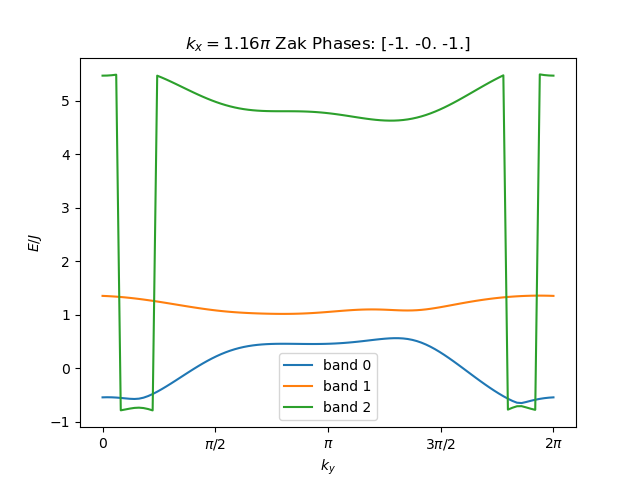 kₓ = 1.16π Zak Phases: [-1. -0. -1.]
E/J
5
4
3
2
1
0
−1
band 0
band 1
band 2
0
π/2
π
3π/2
2π
k_y